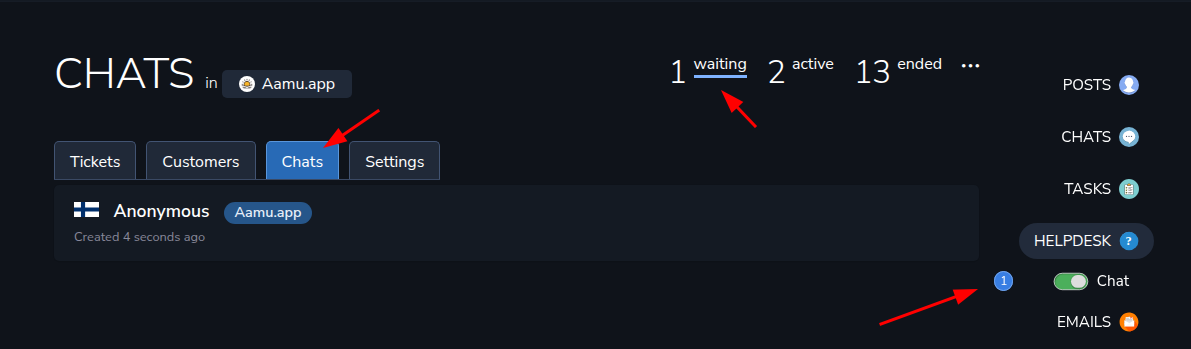 CHATS in Aamu.app
1 waiting 2 active 13 ended •••
Tickets Customers Chats Settings
Anonymous Aamu.app
Created 4 seconds ago
POSTS
CHATS
TASKS
HELPDESK ?
1 Chat
EMAILS